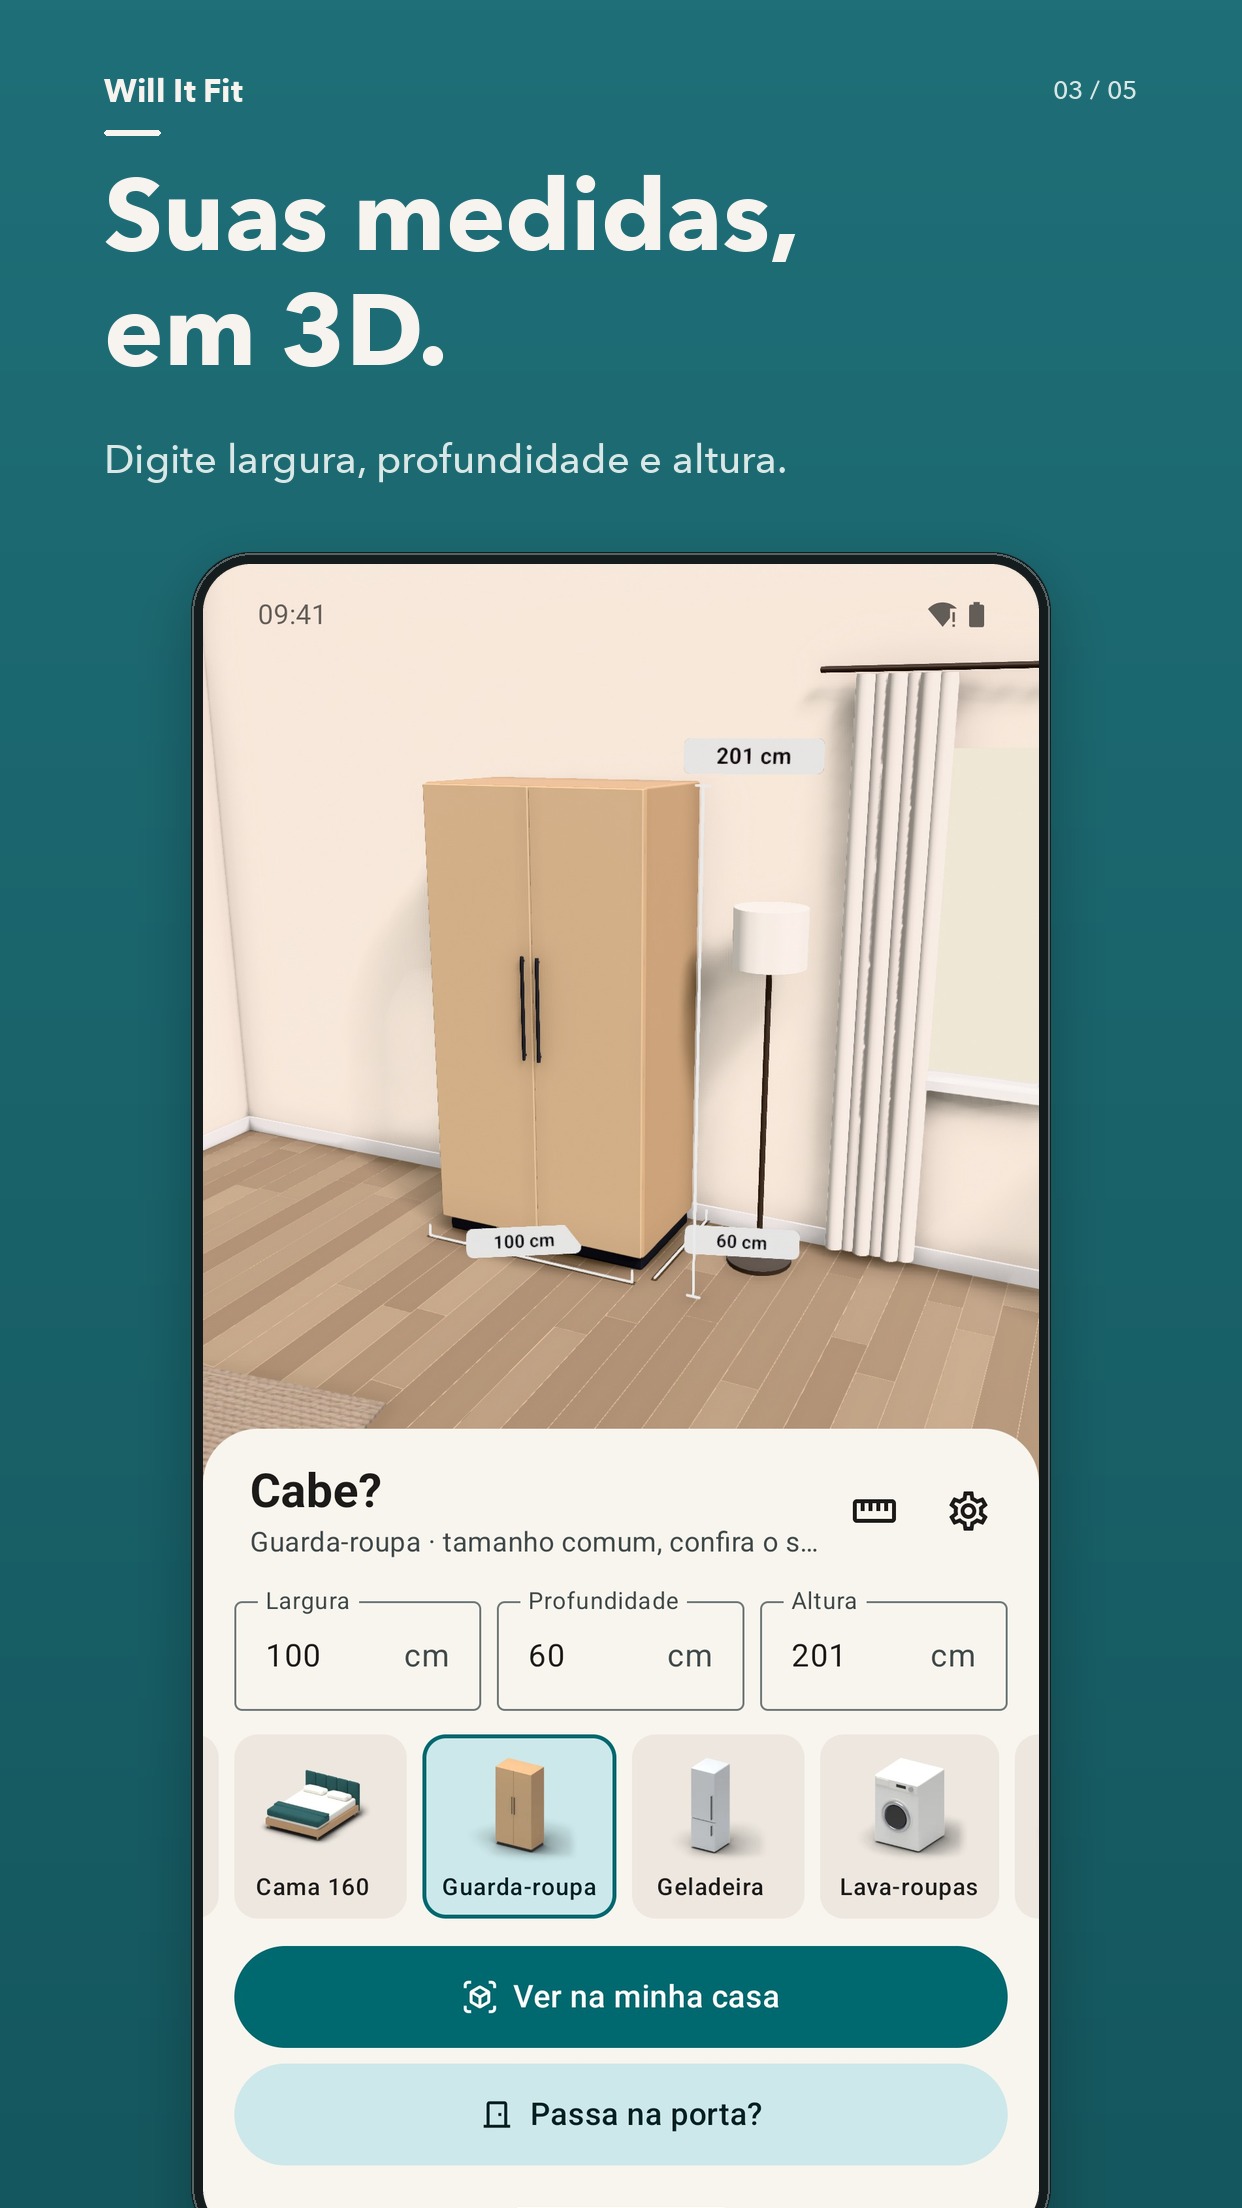 Will It Fit
03 / 05
Suas medidas,
em 3D.
Digite largura, profundidade e altura.
09:41
201 cm
100 cm
60 cm
Cabe?
Guarda-roupa · tamanho comum, confira o s…
Largura
Profundidade
Altura
100 cm
60 cm
201 cm
Cama 160
Guarda-roupa
Geladeira
Lava-roupas
Ver na minha casa
Passa na porta?